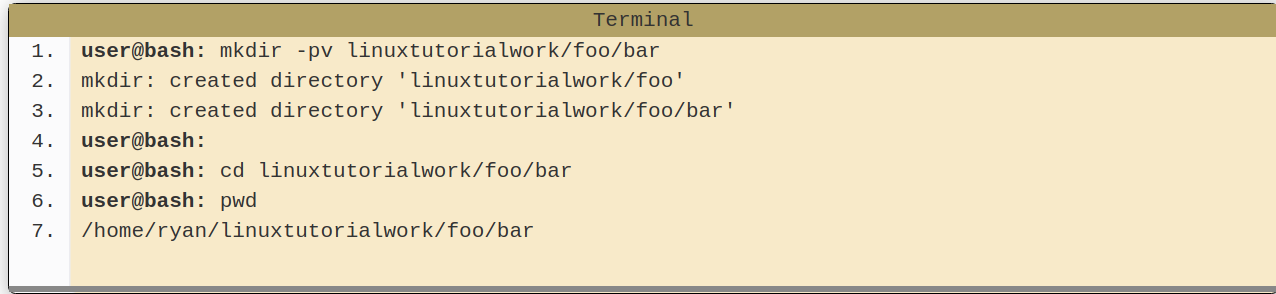 Terminal
1. user@bash: mkdir -pv linuxtutorialwork/foo/bar
2. mkdir: created directory 'linuxtutorialwork/foo'
3. mkdir: created directory 'linuxtutorialwork/foo/bar'
4. user@bash:
5. user@bash: cd linuxtutorialwork/foo/bar
6. user@bash: pwd
7. /home/ryan/linuxtutorialwork/foo/bar